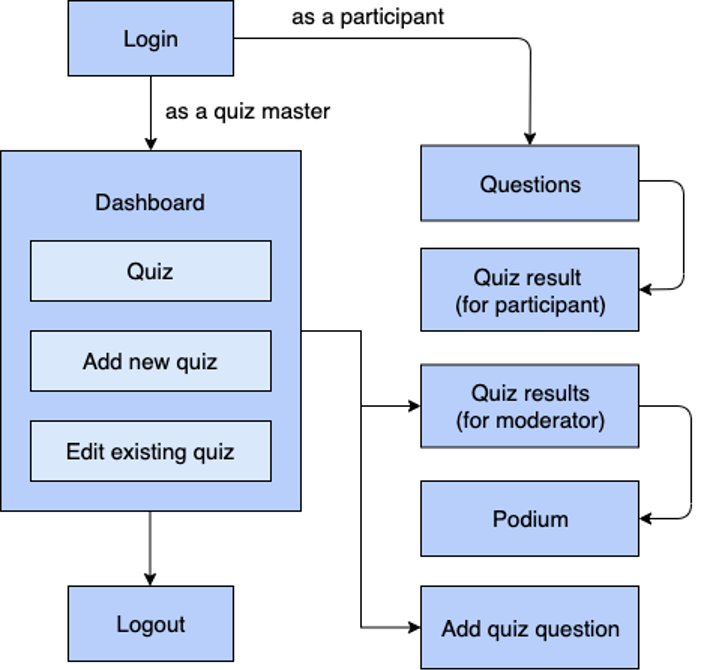 Login
as a participant
as a quiz master
Dashboard
Quiz
Add new quiz
Edit existing quiz
Logout
Questions
Quiz result
(for participant)
Quiz results
(for moderator)
Podium
Add quiz question